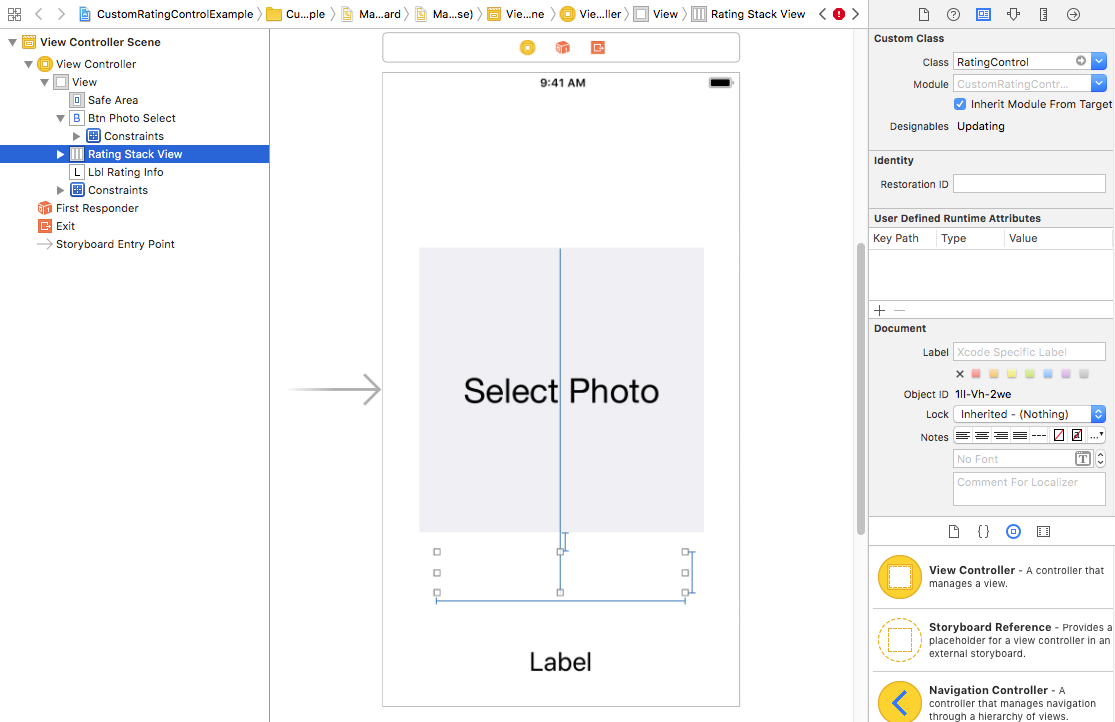 CustomRatingControlExample
Cu...ple
Ma...ard
Ma...se)
Vie...ne
Vie...ller
View
Rating Stack View
View Controller Scene
View Controller
View
Safe Area
B Btn Photo Select
Constraints
Rating Stack View
L Lbl Rating Info
Constraints
First Responder
Exit
Storyboard Entry Point
9:41 AM
Select Photo
Label
Custom Class
Class RatingControl
Module CustomRatingContr...
Inherit Module From Target
Designables Updating
Identity
Restoration ID
User Defined Runtime Attributes
Key Path Type Value
Document
Label Xcode Specific Label
Object ID 1lI-Vh-2we
Lock Inherited - (Nothing)
Notes
No Font T
Comment For Localizer
View Controller - A controller that
manages a view.
Storyboard Reference - Provides a
placeholder for a view controller in an
external storyboard.
Navigation Controller - A
controller that manages navigation
through a hierarchy of views.